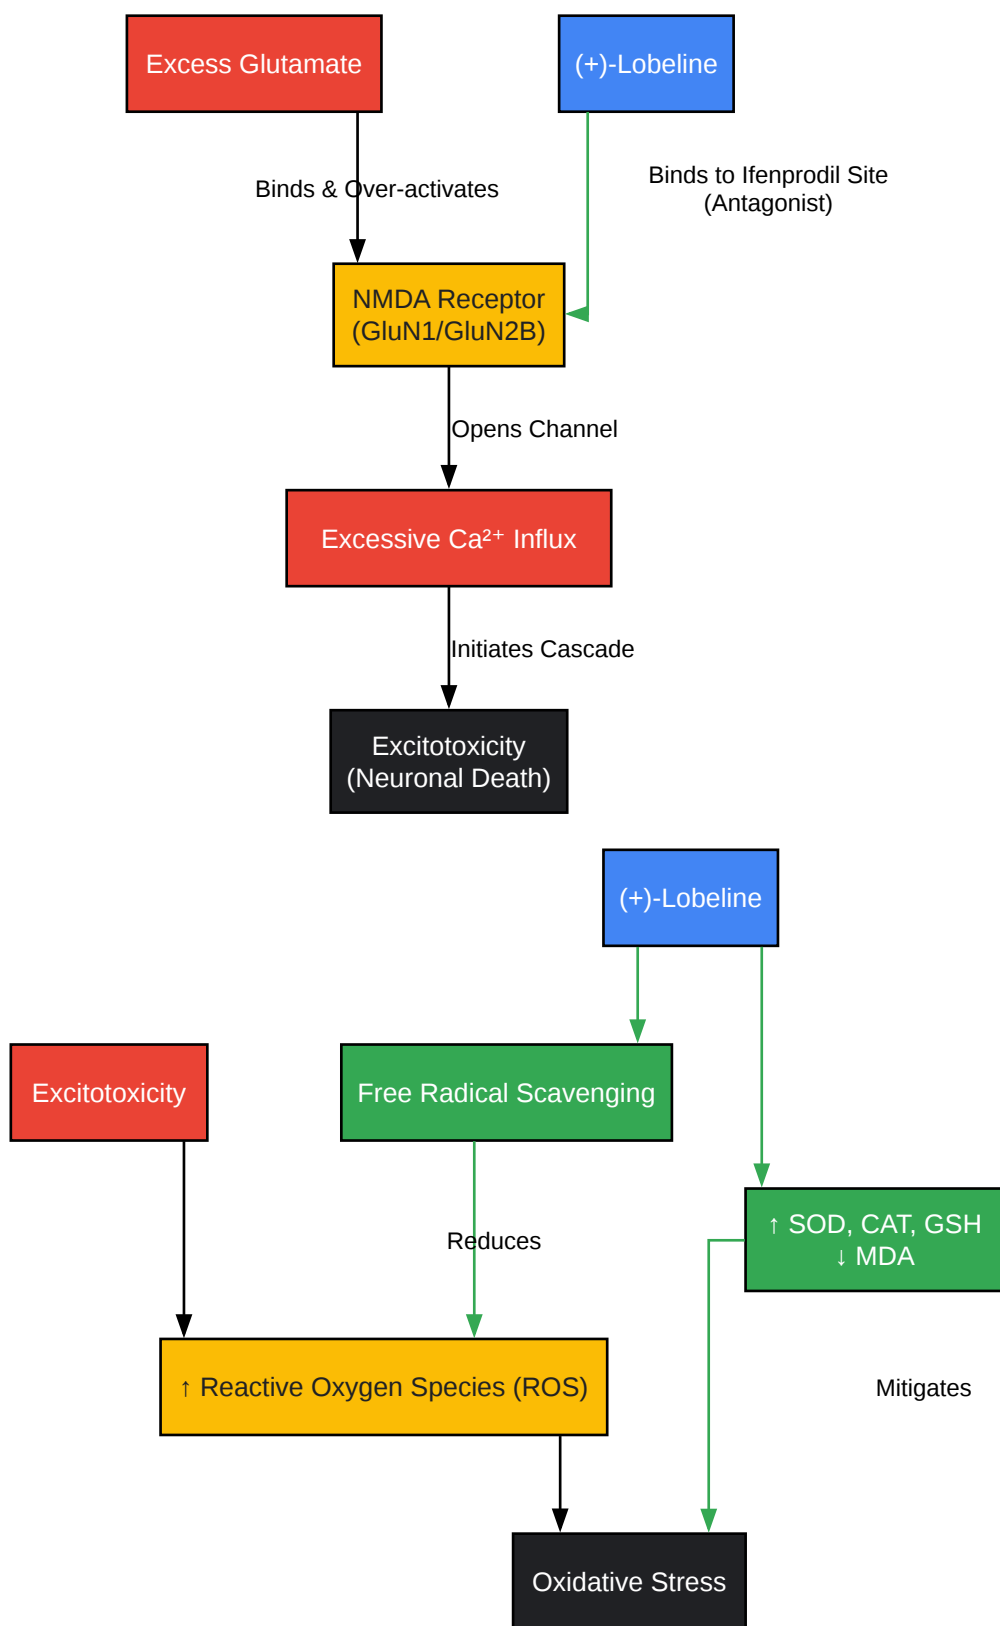 Excess Glutamate
(+)-Lobeline
Binds & Over-activates
Binds to Ifenprodil Site
(Antagonist)
NMDA Receptor
(GluN1/GluN2B)
Opens Channel
Excessive Ca²⁺ Influx
Initiates Cascade
Excitotoxicity
(Neuronal Death)
(+)-Lobeline
Excitotoxicity
Free Radical Scavenging
↑ SOD, CAT, GSH
↓ MDA
Reduces
↑ Reactive Oxygen Species (ROS)
Mitigates
Oxidative Stress